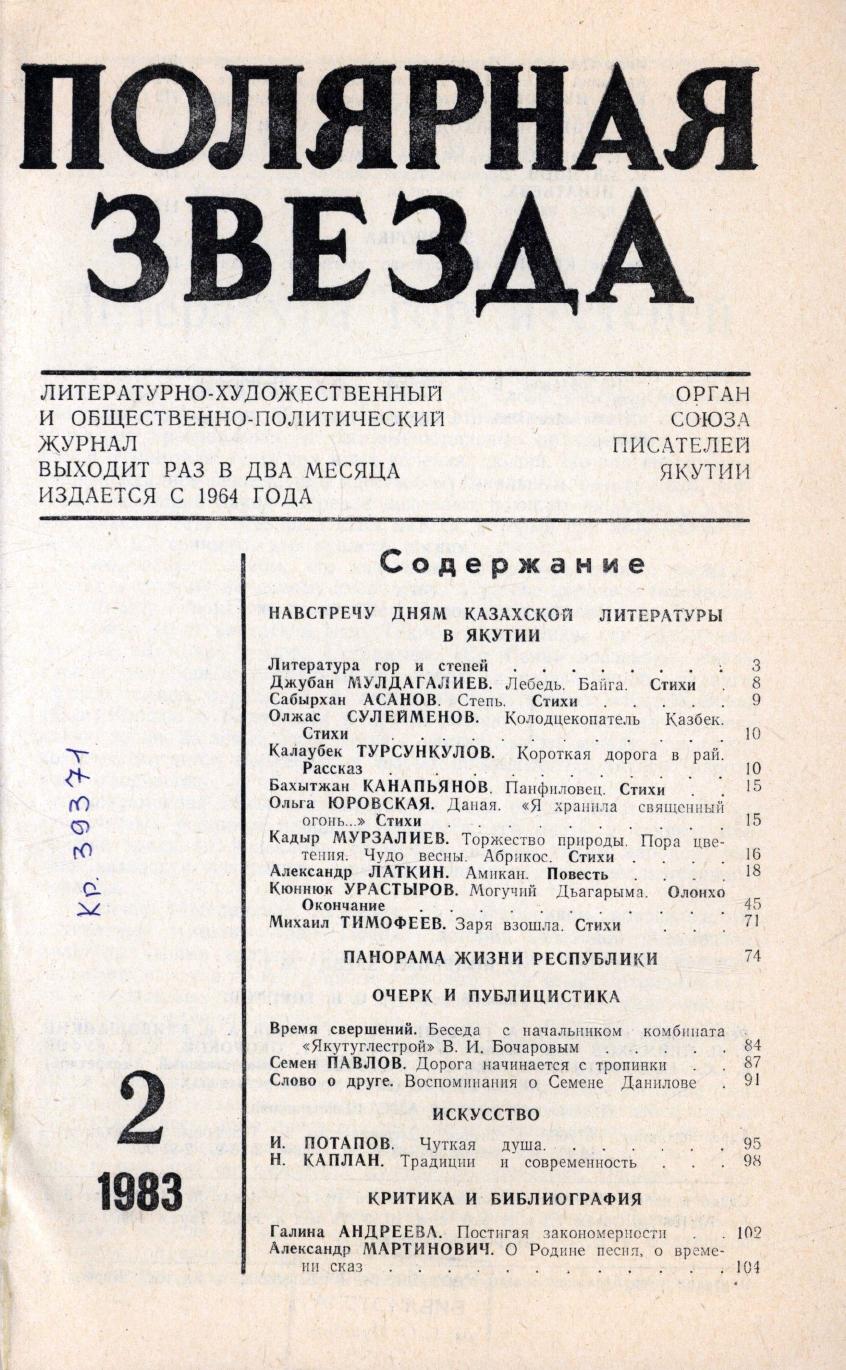 ПОЛЯРНАЯ
ЗВЕЗДА
ЛИТЕРАТУРНО-ХУДОЖЕСТВЕННЫЙ
И ОБЩЕСТВЕННО-ПОЛИТИЧЕСКИЙ
ЖУРНАЛ
ВЫХОДИТ РАЗ В ДВА МЕСЯЦА
ИЗДАЕТСЯ С 1964 ГОДА
ОРГАН
СОЮЗА
ПИСАТЕЛЕЙ
ЯКУТИИ
Содержание
НАВСТРЕЧУ ДНЯМ КАЗАХСКОЙ ЛИТЕРАТУРЫ
В ЯКУТИИ
Литература гор и степей . . . . . . . . 3
Джубан МУЛДАГАЛИЕВ. Лебедь. Байга. Стихи . 8
Сабырхан АСАНОВ. Степь. Стихи . . . . . 9
Олжас СУЛЕЙМЕНОВ. Колодцекопатель Казбек.
Стихи . . . . . . . . . . 10
Калаубек ТУРСУНКУЛОВ. Короткая дорога в рай.
Рассказ . . . . . . . . . . 10
Бахытжан КАНАПЬЯНОВ. Панфиловец. Стихи . . 15
Ольга ЮРОВСКАЯ. Даная. «Я хранила священный
огонь...» Стихи . . . . . . . . 15
Кадыр МУРЗАЛИЕВ. Торжество природы. Пора цве-
тения. Чудо весны. Абрикос. Стихи . . . . 16
Александр ЛАТКИН. Амикан. Повесть . . . . 18
Кюннюк УРАСТЫРОВ. Могучий Дьагарыма. Олонхо
Окончание . . . . . . . . . 45
Михаил ТИМОФЕЕВ. Заря взошла. Стихи . . . 71
ПАНОРАМА ЖИЗНИ РЕСПУБЛИКИ 74
ОЧЕРК И ПУБЛИЦИСТИКА
Время свершений. Беседа с начальником комбината
«Якутуглестрой» В. И. Бочаровым . . . . . 84
Семен ПАВЛОВ. Дорога начинается с тропинки . . 87
Слово о друге. Воспоминания о Семене Данилове . 91
ИСКУССТВО
И. ПОТАПОВ. Чуткая душа. . . . . . . 95
Н. КАПЛАН. Традиции и современность . . . 98
КРИТИКА И БИБЛИОГРАФИЯ
Галина АНДРЕЕВА. Постигая закономерности . . 102
Александр МАРТИНОВИЧ. О Родине песня, о време-
ни сказ . . . . . . . . . . 104
Кр. 39371
2
1983